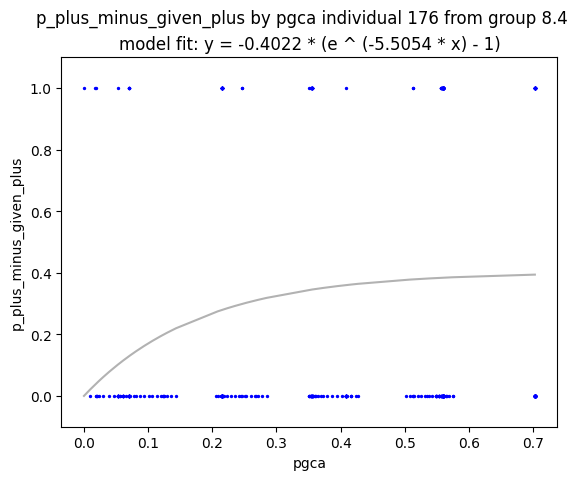 p_plus_minus_given_plus by pgca individual 176 from group 8.4
model fit: y = -0.4022 * (e ^ (-5.5054 * x) - 1)
1.0
0.8
0.6
0.4
0.2
0.0
p_plus_minus_given_plus
0.0 0.1 0.2 0.3 0.4 0.5 0.6 0.7
pgca